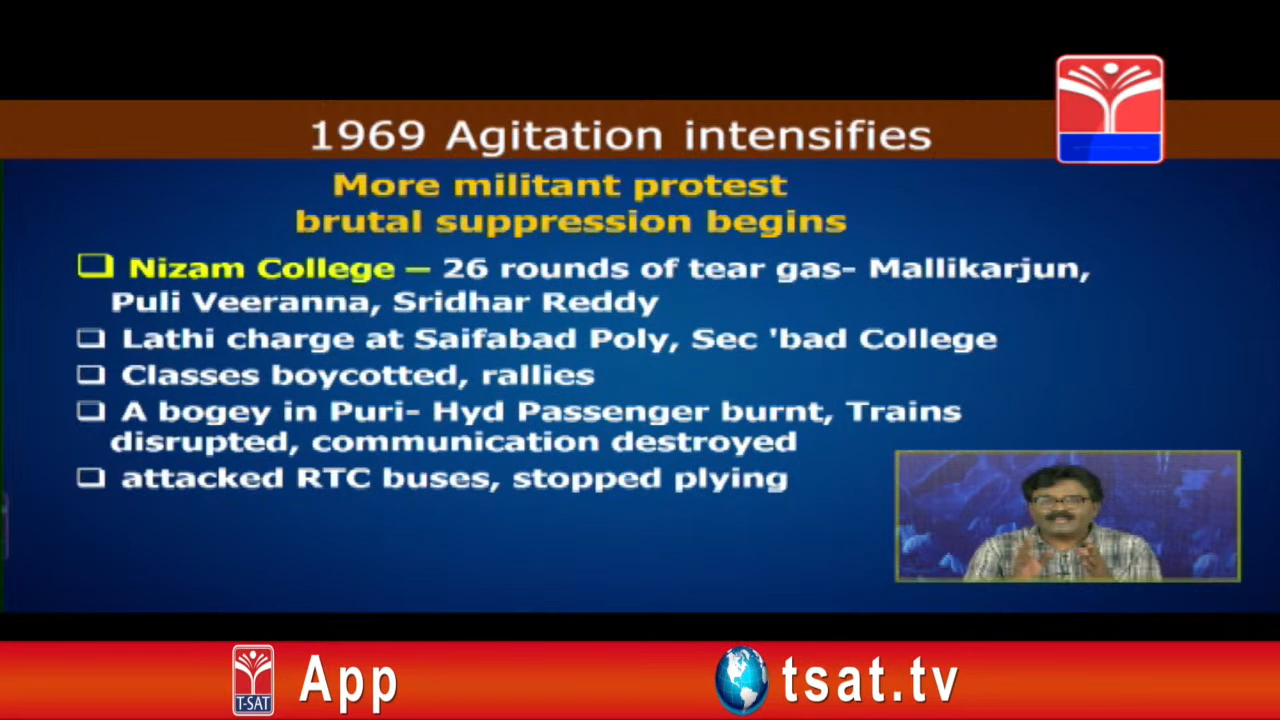 1969 Agitation intensifies
More militant protest
brutal suppression begins
Nizam College – 26 rounds of tear gas- Mallikarjun,
Puli Veeranna, Sridhar Reddy
Lathi charge at Saifabad Poly, Sec 'bad College
Classes boycotted, rallies
A bogey in Puri- Hyd Passenger burnt, Trains
disrupted, communication destroyed
attacked RTC buses, stopped plying
T-SAT App tsat.tv